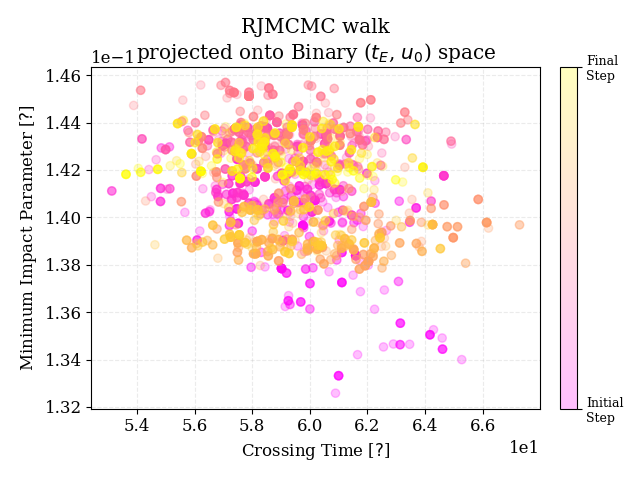 RJMCMC walk
projected onto Binary (t_E, u_0) space
1e−1
1.46
1.44
1.42
1.40
1.38
1.36
1.34
1.32
Minimum Impact Parameter [?]
5.4 5.6 5.8 6.0 6.2 6.4 6.6
1e1
Crossing Time [?]
Final
Step
Initial
Step